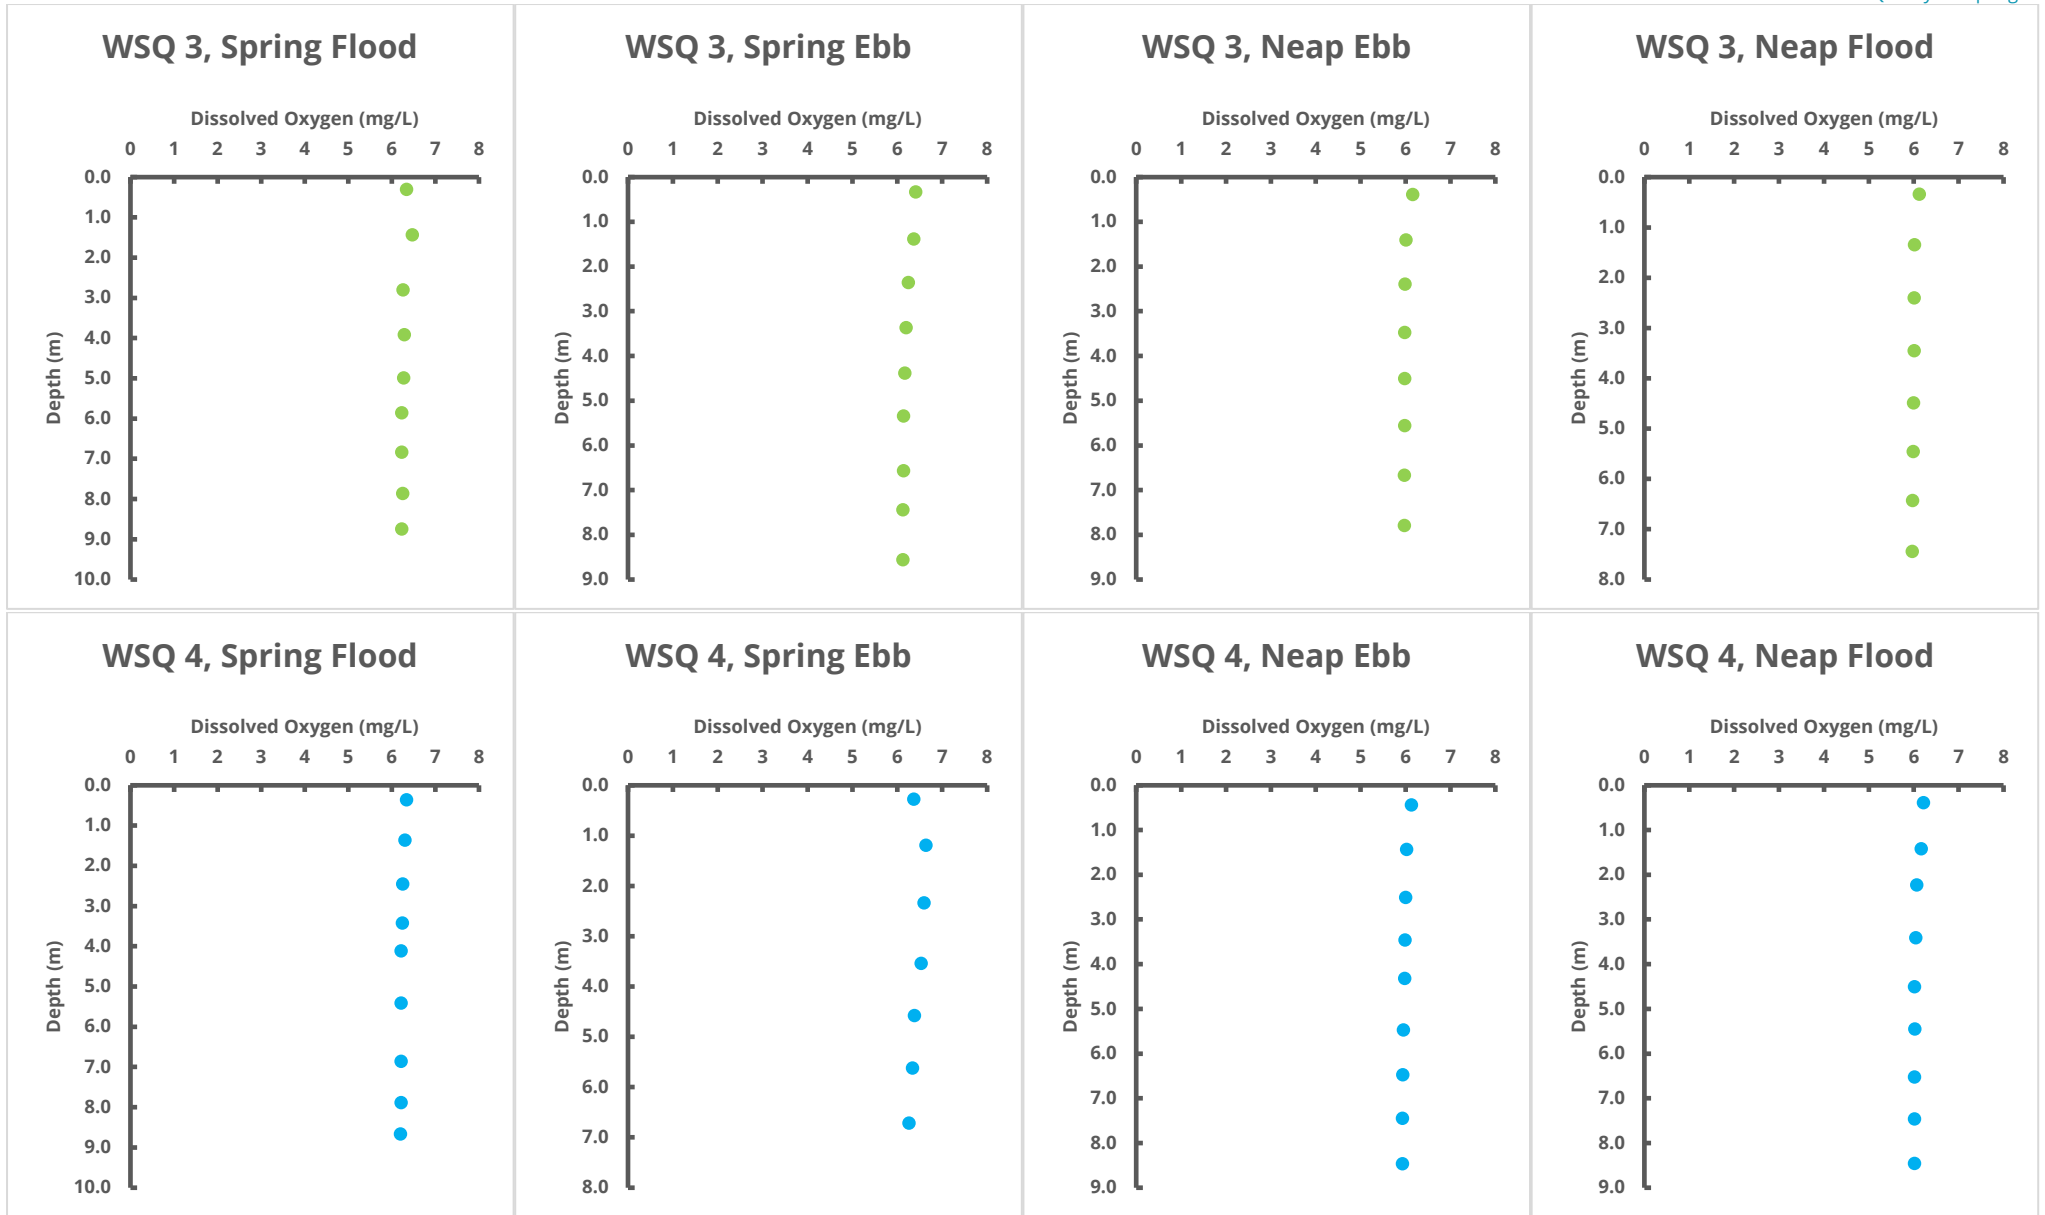 WSQ 3, Spring Flood
Dissolved Oxygen (mg/L)
0 1 2 3 4 5 6 7 8
0.0
1.0
2.0
3.0
4.0
5.0
6.0
7.0
8.0
9.0
10.0
Depth (m)
WSQ 3, Spring Ebb
Dissolved Oxygen (mg/L)
0 1 2 3 4 5 6 7 8
0.0
1.0
2.0
3.0
4.0
5.0
6.0
7.0
8.0
9.0
Depth (m)
WSQ 3, Neap Ebb
Dissolved Oxygen (mg/L)
0 1 2 3 4 5 6 7 8
0.0
1.0
2.0
3.0
4.0
5.0
6.0
7.0
8.0
9.0
Depth (m)
WSQ 3, Neap Flood
Dissolved Oxygen (mg/L)
0 1 2 3 4 5 6 7 8
0.0
1.0
2.0
3.0
4.0
5.0
6.0
7.0
8.0
Depth (m)
WSQ 4, Spring Flood
Dissolved Oxygen (mg/L)
0 1 2 3 4 5 6 7 8
0.0
1.0
2.0
3.0
4.0
5.0
6.0
7.0
8.0
9.0
10.0
Depth (m)
WSQ 4, Spring Ebb
Dissolved Oxygen (mg/L)
0 1 2 3 4 5 6 7 8
0.0
1.0
2.0
3.0
4.0
5.0
6.0
7.0
8.0
Depth (m)
WSQ 4, Neap Ebb
Dissolved Oxygen (mg/L)
0 1 2 3 4 5 6 7 8
0.0
1.0
2.0
3.0
4.0
5.0
6.0
7.0
8.0
9.0
Depth (m)
WSQ 4, Neap Flood
Dissolved Oxygen (mg/L)
0 1 2 3 4 5 6 7 8
0.0
1.0
2.0
3.0
4.0
5.0
6.0
7.0
8.0
9.0
Depth (m)